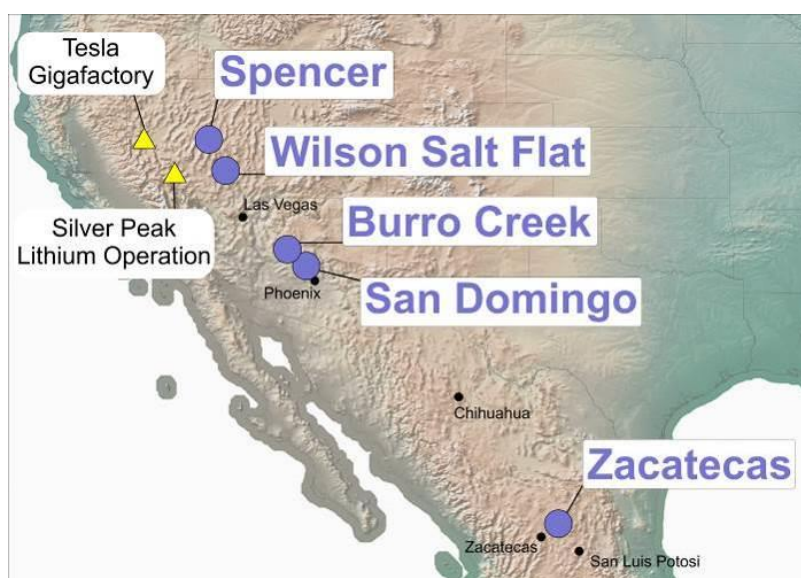 Tesla
Gigafactory
Spencer
Wilson Salt Flat
Las Vegas
Silver Peak
Lithium Operation
Burro Creek
San Domingo
Phoenix
Chihuahua
Zacatecas
Zacatecas
San Luis Potosi